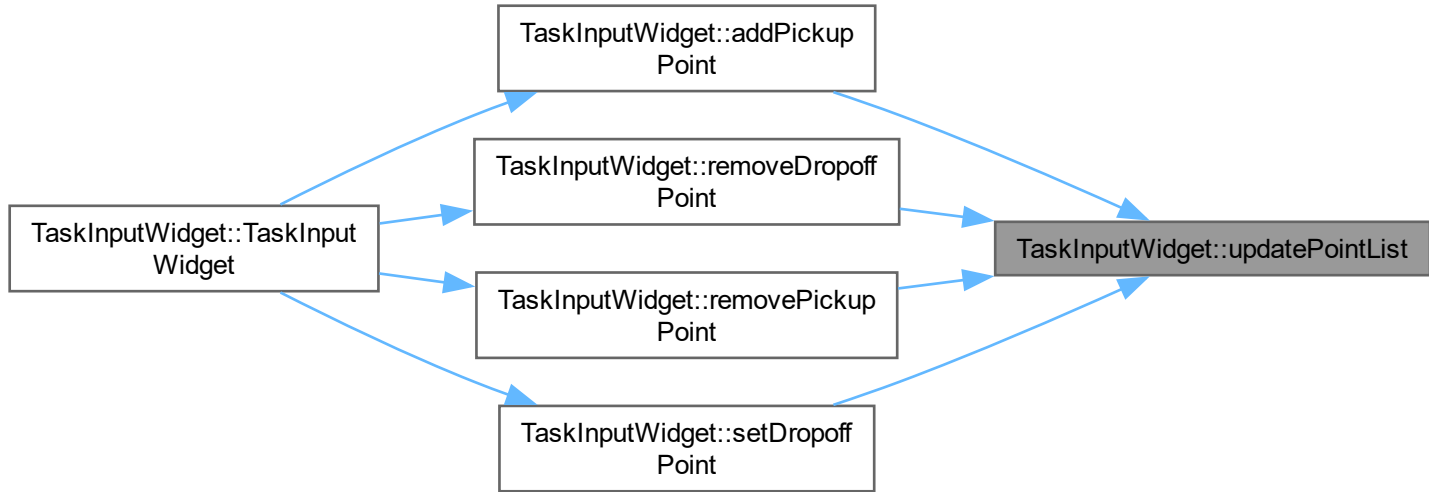 TaskInputWidget::addPickup
Point
TaskInputWidget::removeDropoff
Point
TaskInputWidget::TaskInput
Widget
TaskInputWidget::updatePointList
TaskInputWidget::removePickup
Point
TaskInputWidget::setDropoff
Point